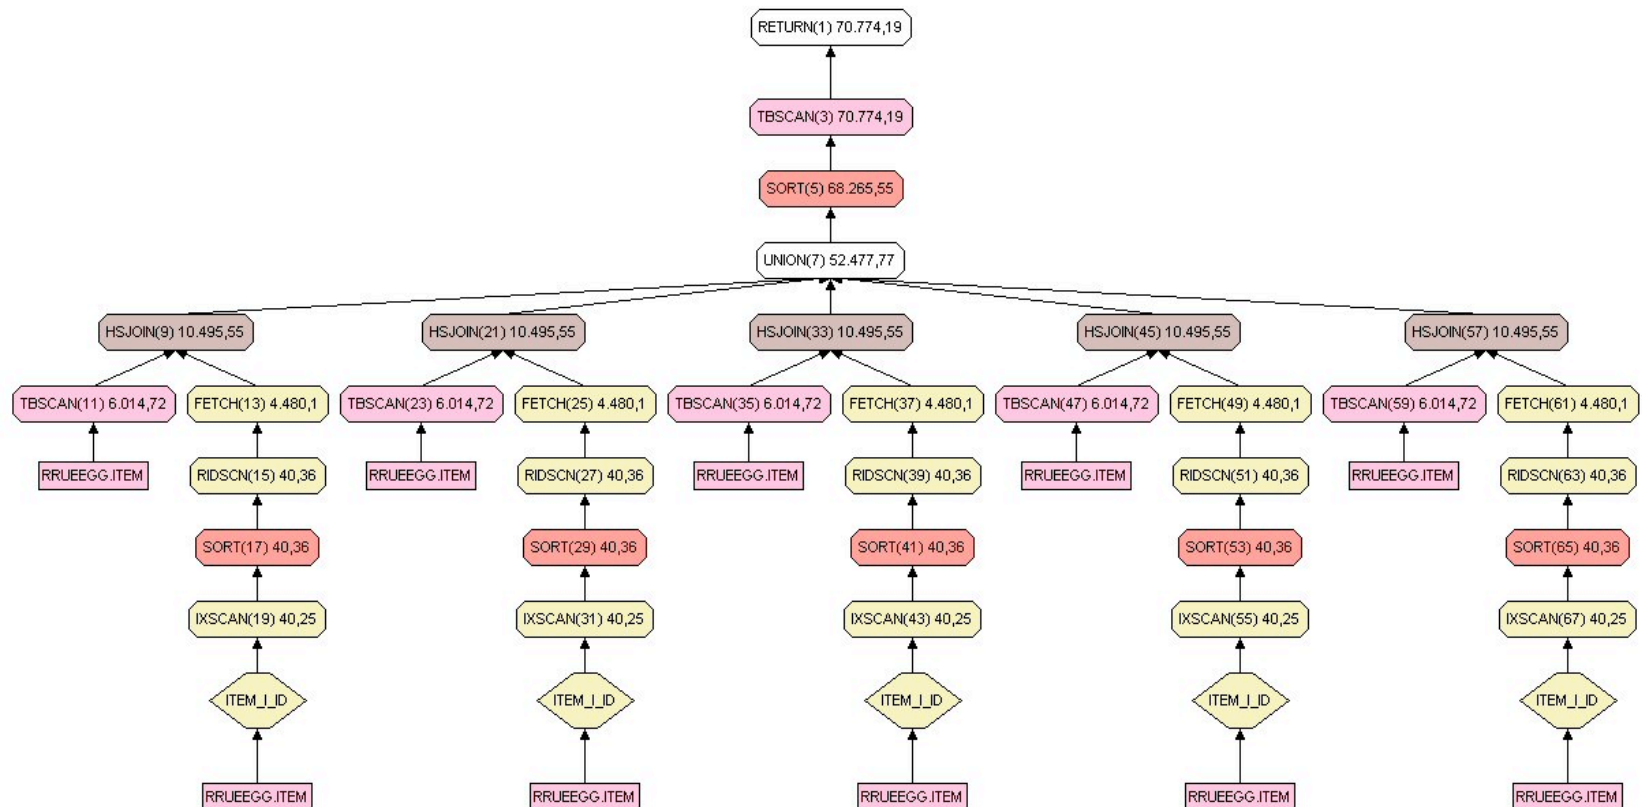 RETURN(1) 70.774,19
TBSCAN(3) 70.774,19
SORT(5) 68.265,55
UNION(7) 52.477,77
HSJOIN(9) 10.495,55
HSJOIN(21) 10.495,55
HSJOIN(33) 10.495,55
HSJOIN(45) 10.495,55
HSJOIN(57) 10.495,55
TBSCAN(11) 6.014,72
FETCH(13) 4.480,1
TBSCAN(23) 6.014,72
FETCH(25) 4.480,1
TBSCAN(35) 6.014,72
FETCH(37) 4.480,1
TBSCAN(47) 6.014,72
FETCH(49) 4.480,1
TBSCAN(59) 6.014,72
FETCH(61) 4.480,1
RRUEEGG.ITEM
RIDSCN(15) 40,36
RRUEEGG.ITEM
RIDSCN(27) 40,36
RRUEEGG.ITEM
RIDSCN(39) 40,36
RRUEEGG.ITEM
RIDSCN(51) 40,36
RRUEEGG.ITEM
RIDSCN(63) 40,36
SORT(17) 40,36
SORT(29) 40,36
SORT(41) 40,36
SORT(53) 40,36
SORT(65) 40,36
IXSCAN(19) 40,25
IXSCAN(31) 40,25
IXSCAN(43) 40,25
IXSCAN(55) 40,25
IXSCAN(67) 40,25
ITEM_I_ID
ITEM_I_ID
ITEM_I_ID
ITEM_I_ID
ITEM_I_ID
RRUEEGG.ITEM
RRUEEGG.ITEM
RRUEEGG.ITEM
RRUEEGG.ITEM
RRUEEGG.ITEM